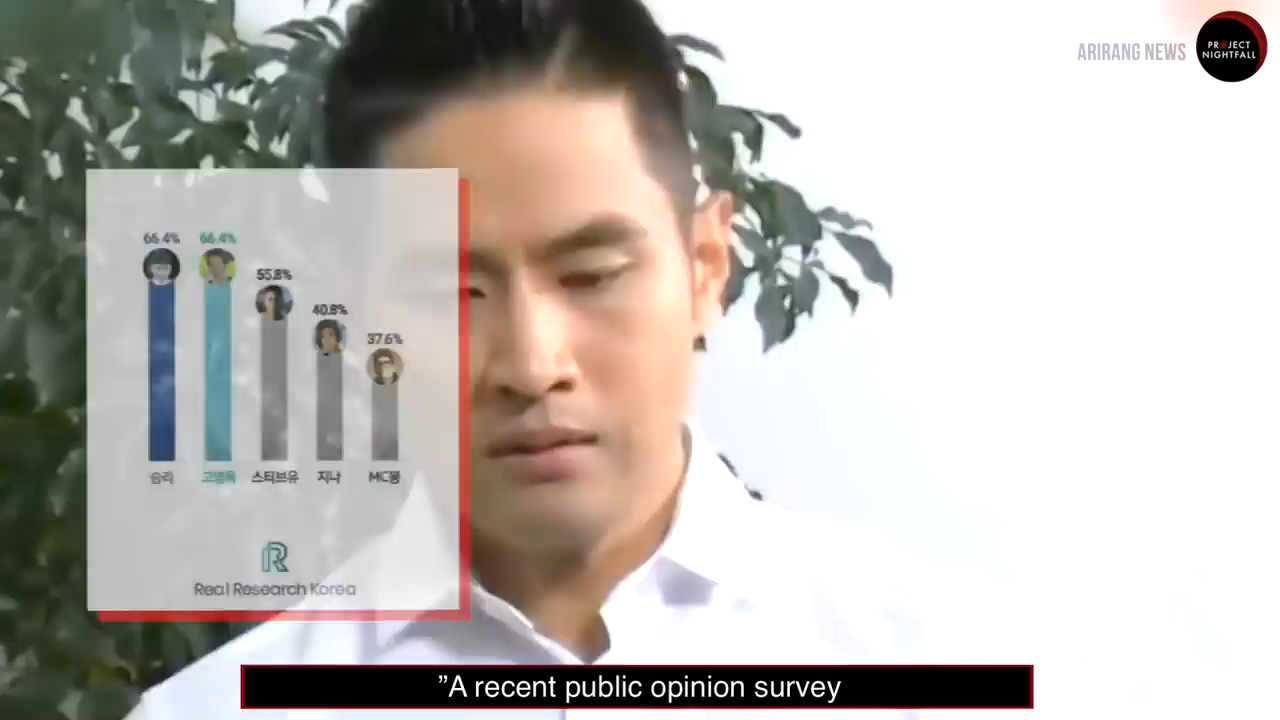 ARIRANG NEWS
PROJECT
NIGHTFALL
66.4% 66.4%
55.8%
40.8%
37.6%
승리 고영욱 스티브유 지나 MC몽
Real Research Korea
”A recent public opinion survey